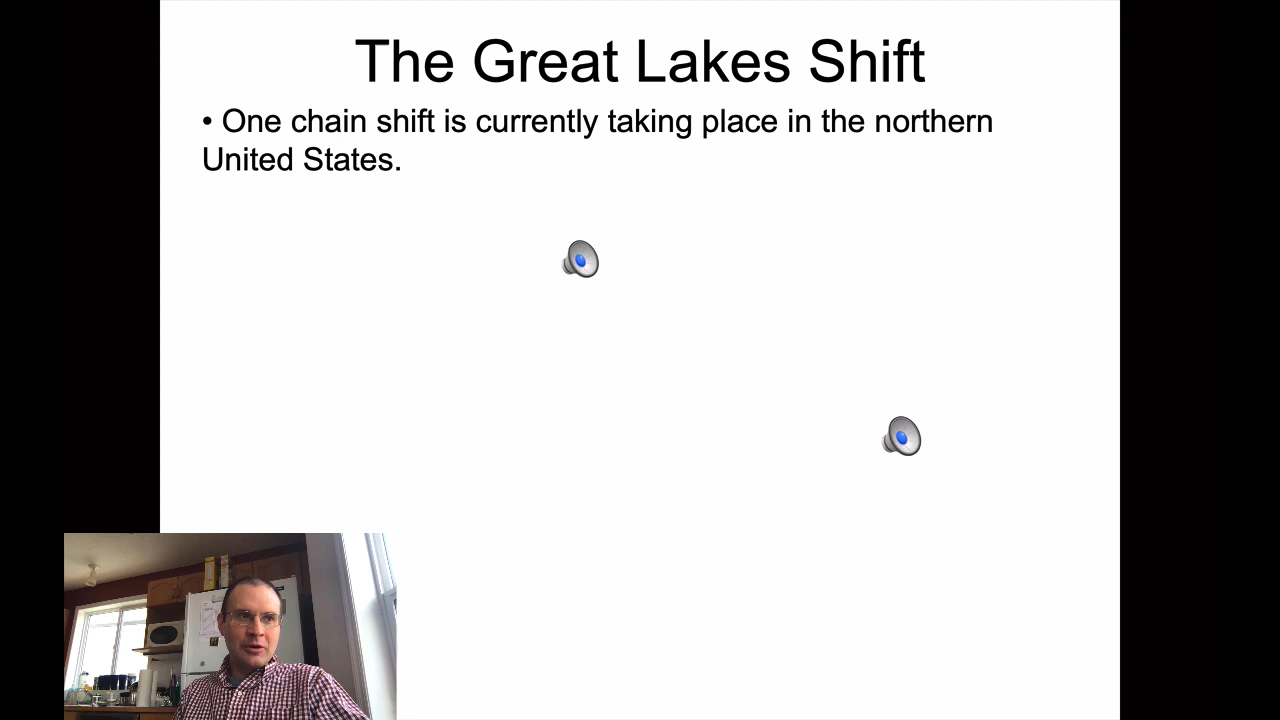 The Great Lakes Shift
• One chain shift is currently taking place in the northern
United States.